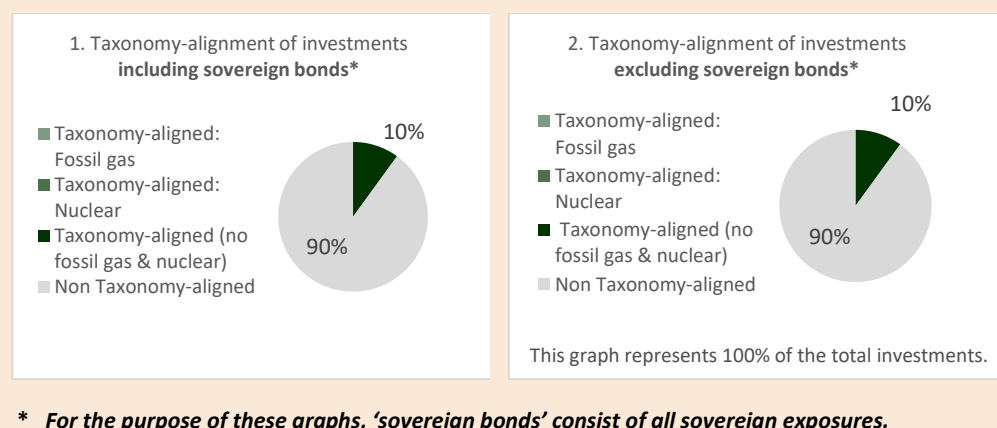 1. Taxonomy-alignment of investments
including sovereign bonds*
Taxonomy-aligned:
Fossil gas
Taxonomy-aligned:
Nuclear
Taxonomy-aligned (no
fossil gas & nuclear)
Non Taxonomy-aligned
10%
90%
2. Taxonomy-alignment of investments
excluding sovereign bonds*
Taxonomy-aligned:
Fossil gas
Taxonomy-aligned:
Nuclear
Taxonomy-aligned (no
fossil gas & nuclear)
Non Taxonomy-aligned
10%
90%
This graph represents 100% of the total investments.
* For the purpose of these graphs, ‘sovereign bonds’ consist of all sovereign exposures.